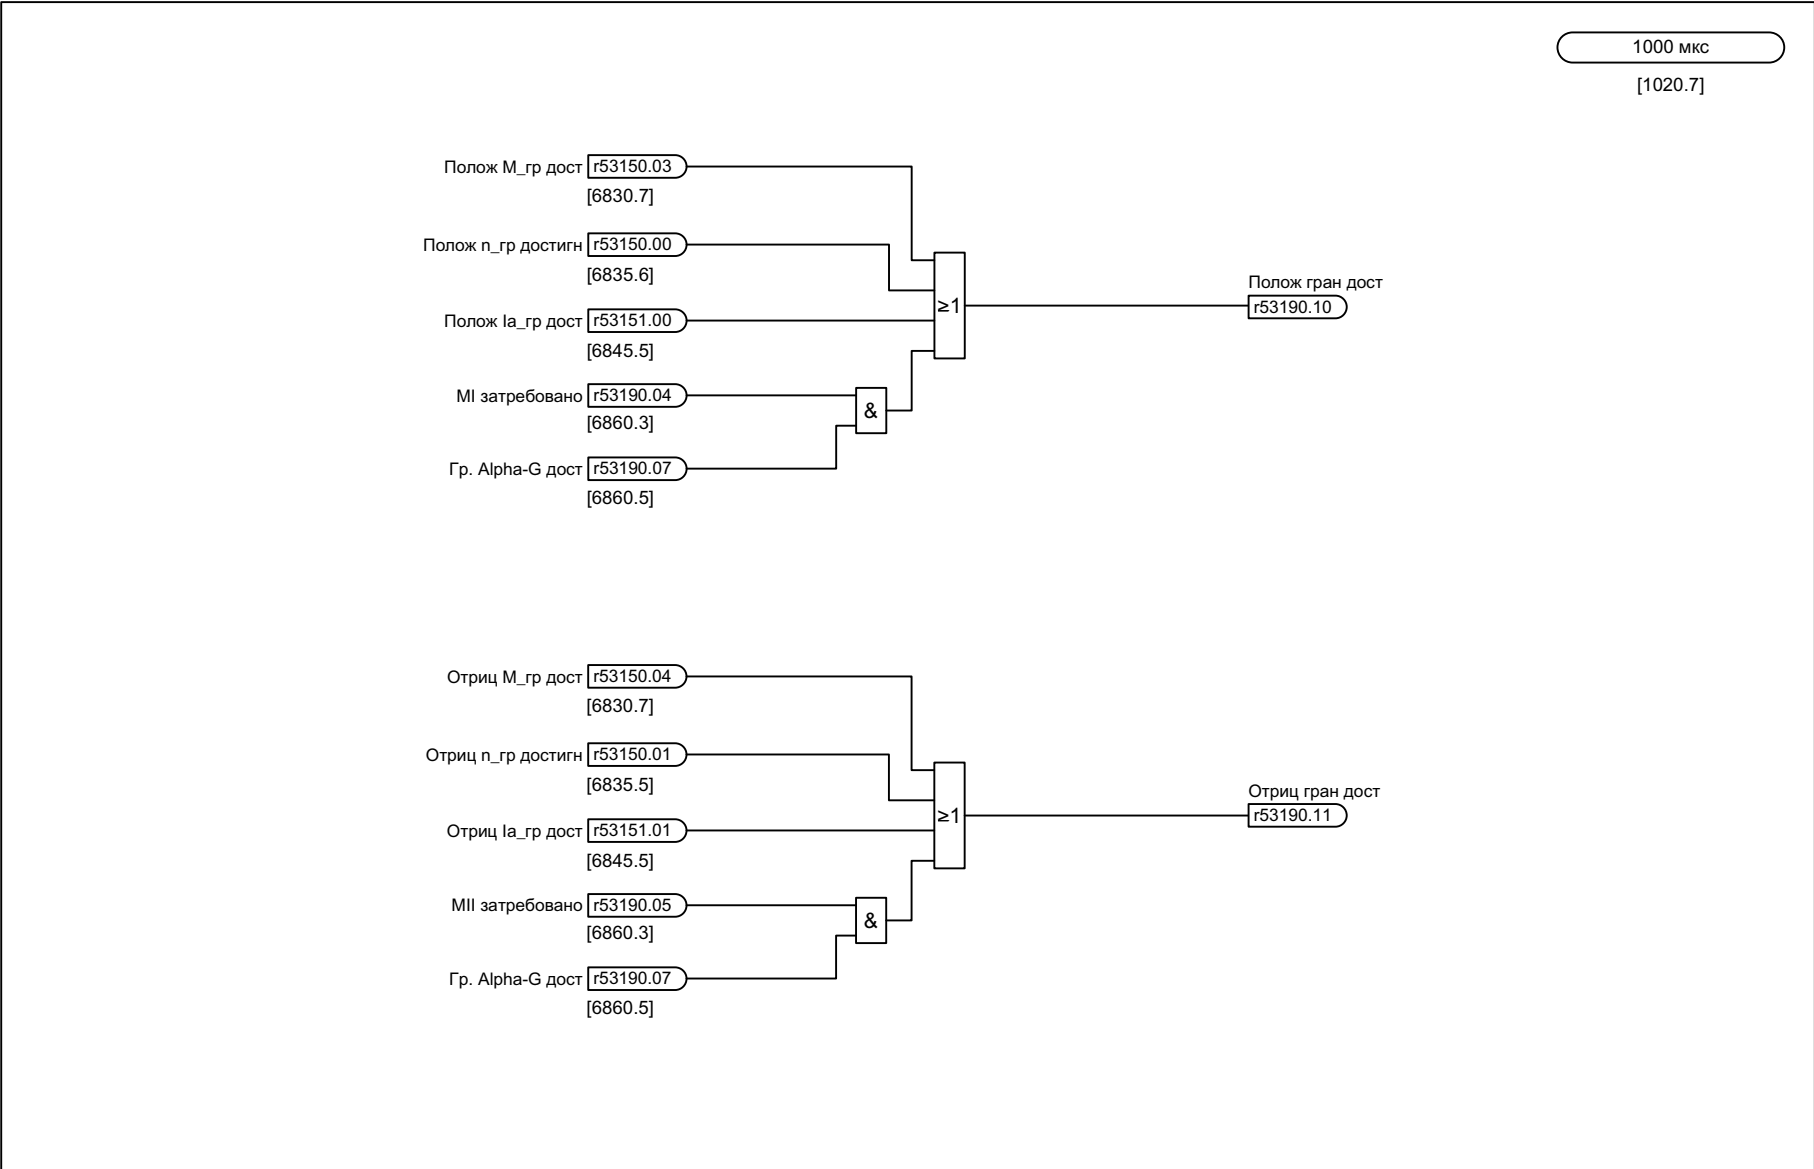 1000 мкс
[1020.7]
Полож M_гр дост r53150.03
[6830.7]
Полож n_гр достигн r53150.00
[6835.6]
Полож Ia_гр дост r53151.00
[6845.5]
MI затребовано r53190.04
[6860.3]
Гр. Alpha-G дост r53190.07
[6860.5]
&
≥1
Полож гран дост
r53190.10
Отриц M_гр дост r53150.04
[6830.7]
Отриц n_гр достигн r53150.01
[6835.5]
Отриц Ia_гр дост r53151.01
[6845.5]
MII затребовано r53190.05
[6860.3]
Гр. Alpha-G дост r53190.07
[6860.5]
&
≥1
Отриц гран дост
r53190.11